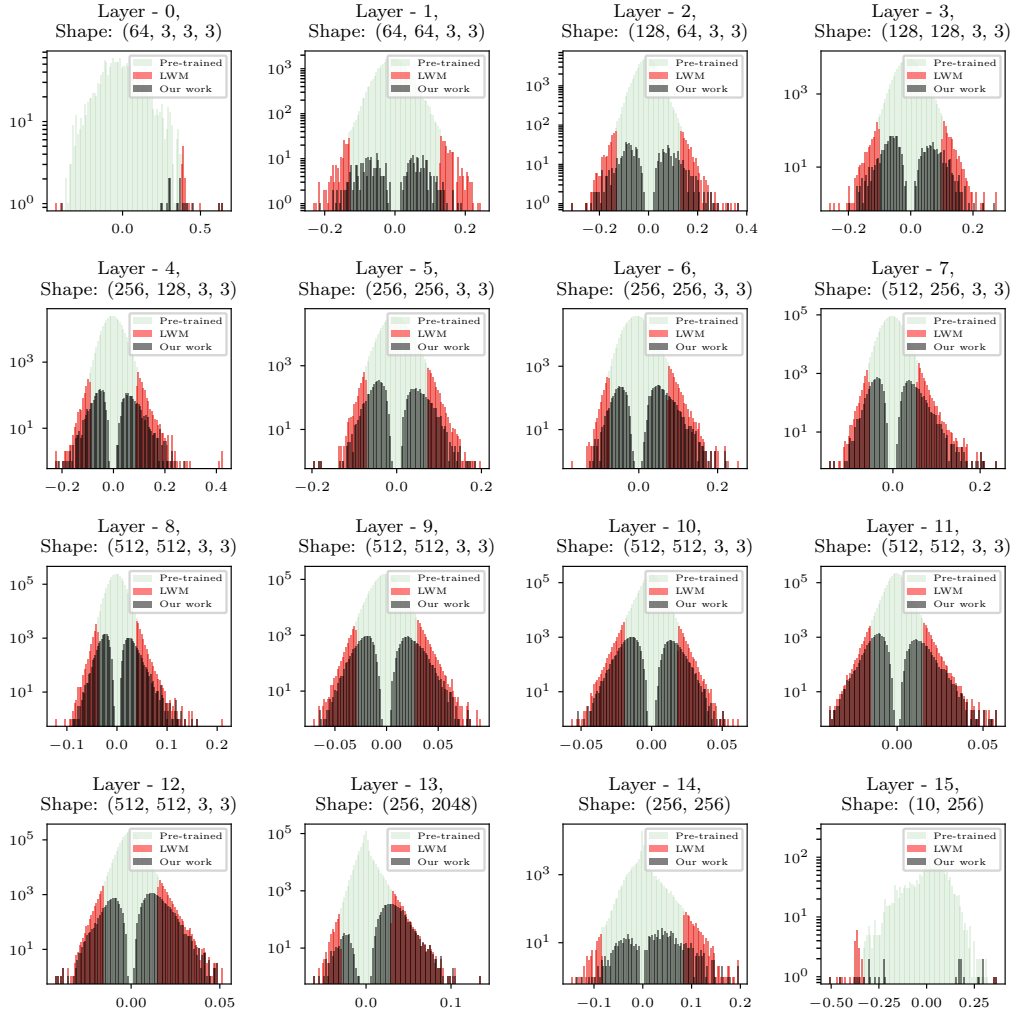 Layer - 0,
Shape: (64, 3, 3, 3)
Pre-trained
LWM
Our work
10^1
10^0
0.0
0.5
Layer - 1,
Shape: (64, 64, 3, 3)
Pre-trained
LWM
Our work
10^3
10^2
10^1
10^0
−0.2
0.0
0.2
Layer - 2,
Shape: (128, 64, 3, 3)
Pre-trained
LWM
Our work
10^3
10^2
10^1
10^0
−0.2
0.0
0.2
0.4
Layer - 3,
Shape: (128, 128, 3, 3)
Pre-trained
LWM
Our work
10^3
10^1
−0.2
0.0
0.2
Layer - 4,
Shape: (256, 128, 3, 3)
Pre-trained
LWM
Our work
10^3
10^1
−0.2
0.0
0.2
0.4
Layer - 5,
Shape: (256, 256, 3, 3)
Pre-trained
LWM
Our work
10^3
10^1
−0.2
0.0
0.2
Layer - 6,
Shape: (256, 256, 3, 3)
Pre-trained
LWM
Our work
10^3
10^1
0.0
0.2
Layer - 7,
Shape: (512, 256, 3, 3)
Pre-trained
LWM
Our work
10^5
10^3
10^1
0.0
0.2
Layer - 8,
Shape: (512, 512, 3, 3)
Pre-trained
LWM
Our work
10^5
10^3
10^1
−0.1
0.0
0.1
0.2
Layer - 9,
Shape: (512, 512, 3, 3)
Pre-trained
LWM
Our work
10^5
10^3
10^1
−0.05
0.00
0.05
Layer - 10,
Shape: (512, 512, 3, 3)
Pre-trained
LWM
Our work
10^5
10^3
10^1
−0.05
0.00
0.05
Layer - 11,
Shape: (512, 512, 3, 3)
Pre-trained
LWM
Our work
10^5
10^3
10^1
0.00
0.05
Layer - 12,
Shape: (512, 512, 3, 3)
Pre-trained
LWM
Our work
10^5
10^3
10^1
0.00
0.05
Layer - 13,
Shape: (256, 2048)
Pre-trained
LWM
Our work
10^5
10^3
10^1
0.0
0.1
Layer - 14,
Shape: (256, 256)
Pre-trained
LWM
Our work
10^3
10^1
−0.1
0.0
0.1
0.2
Layer - 15,
Shape: (10, 256)
Pre-trained
LWM
Our work
10^2
10^1
10^0
−0.50
−0.25
0.00
0.25